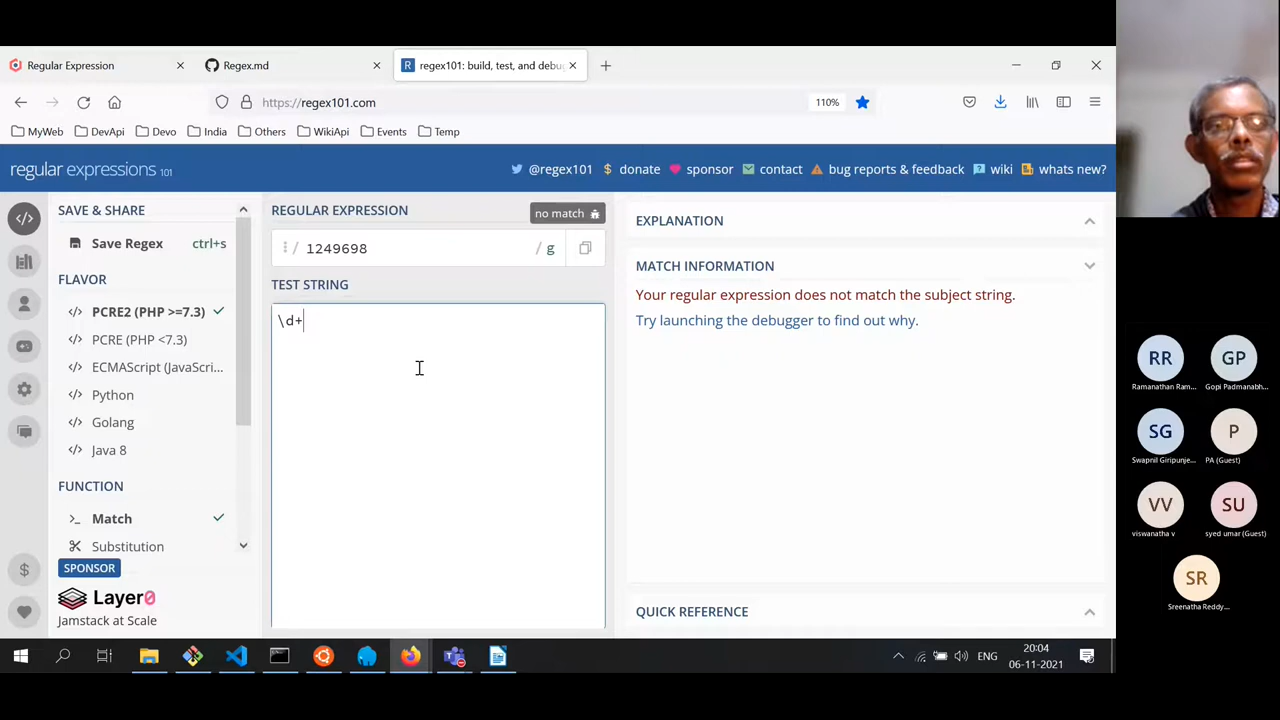 Regular Expression
Regex.md
R regex101: build, test, and debu
https://regex101.com
110%
MyWeb
DevApi
Devo
India
Others
WikiApi
Events
Temp
regular expressions 101
@regex101
$ donate
sponsor
contact
bug reports & feedback
wiki
whats new?
SAVE & SHARE
Save Regex ctrl+s
FLAVOR
</> PCRE2 (PHP >=7.3)
</> PCRE (PHP <7.3)
</> ECMAScript (JavaScri...
</> Python
</> Golang
</> Java 8
FUNCTION
>_ Match
Substitution
SPONSOR
Layer0
Jamstack at Scale
REGULAR EXPRESSION
no match
/ 1249698 / g
TEST STRING
\d+
EXPLANATION
MATCH INFORMATION
Your regular expression does not match the subject string.
Try launching the debugger to find out why.
QUICK REFERENCE
RR
Ramanathan Ram...
GP
Gopi Padmanabh...
SG
Swapnil Giripunje...
P
PA (Guest)
VV
viswanatha v
SU
syed umar (Guest)
SR
Sreenatha Reddy...
ENG
20:04
06-11-2021